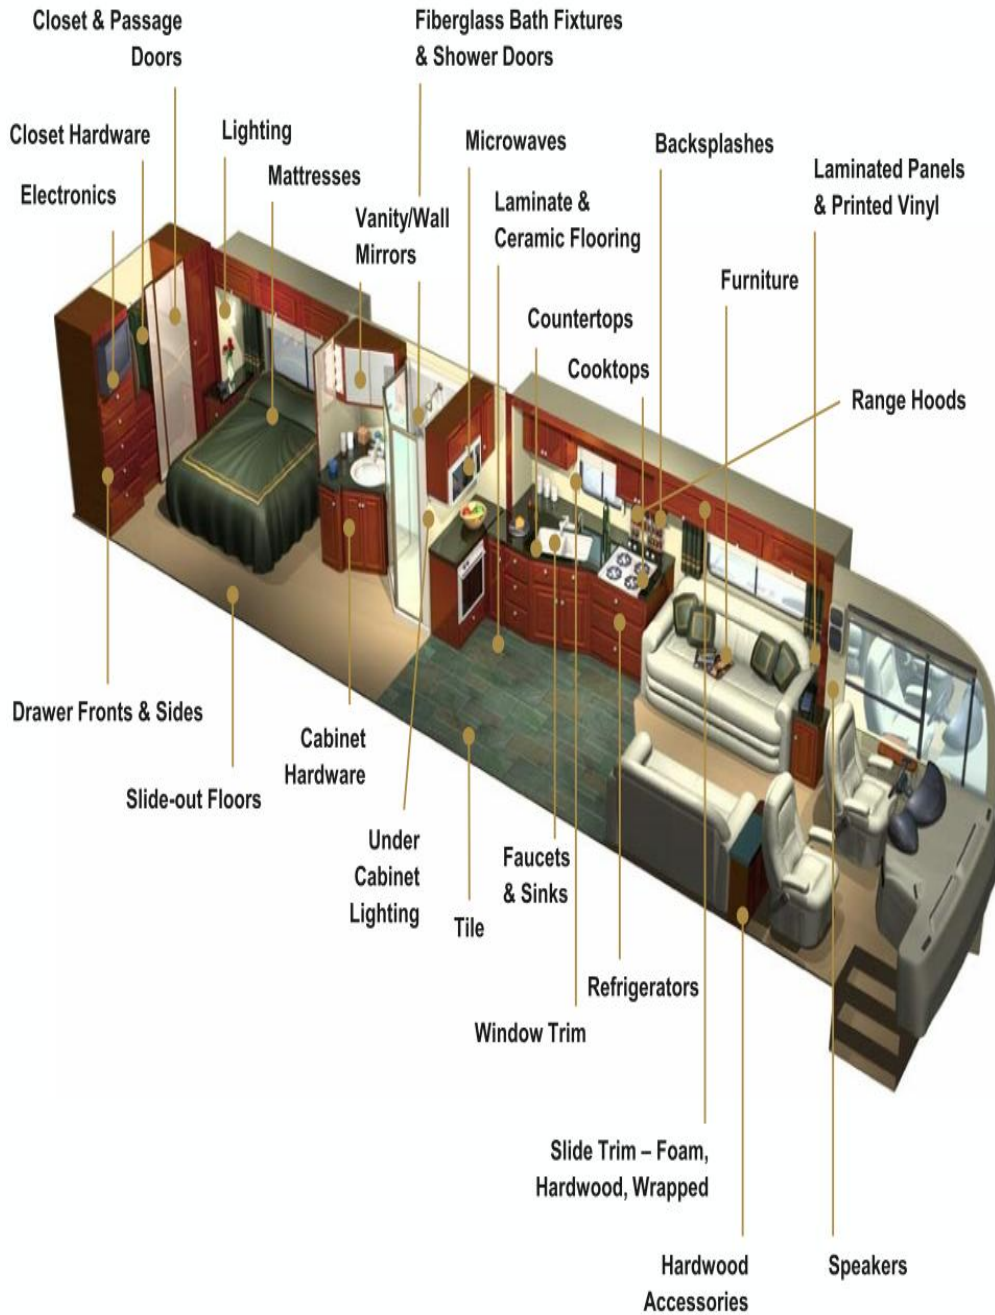 Closet & Passage
Doors
Fiberglass Bath Fixtures
& Shower Doors
Closet Hardware
Lighting
Microwaves
Backsplashes
Laminated Panels
& Printed Vinyl
Electronics
Mattresses
Vanity/Wall
Mirrors
Laminate &
Ceramic Flooring
Furniture
Countertops
Cooktops
Range Hoods
Drawer Fronts & Sides
Cabinet
Hardware
Slide-out Floors
Under
Cabinet
Lighting
Faucets
& Sinks
Tile
Refrigerators
Window Trim
Slide Trim – Foam,
Hardwood, Wrapped
Hardwood
Accessories
Speakers